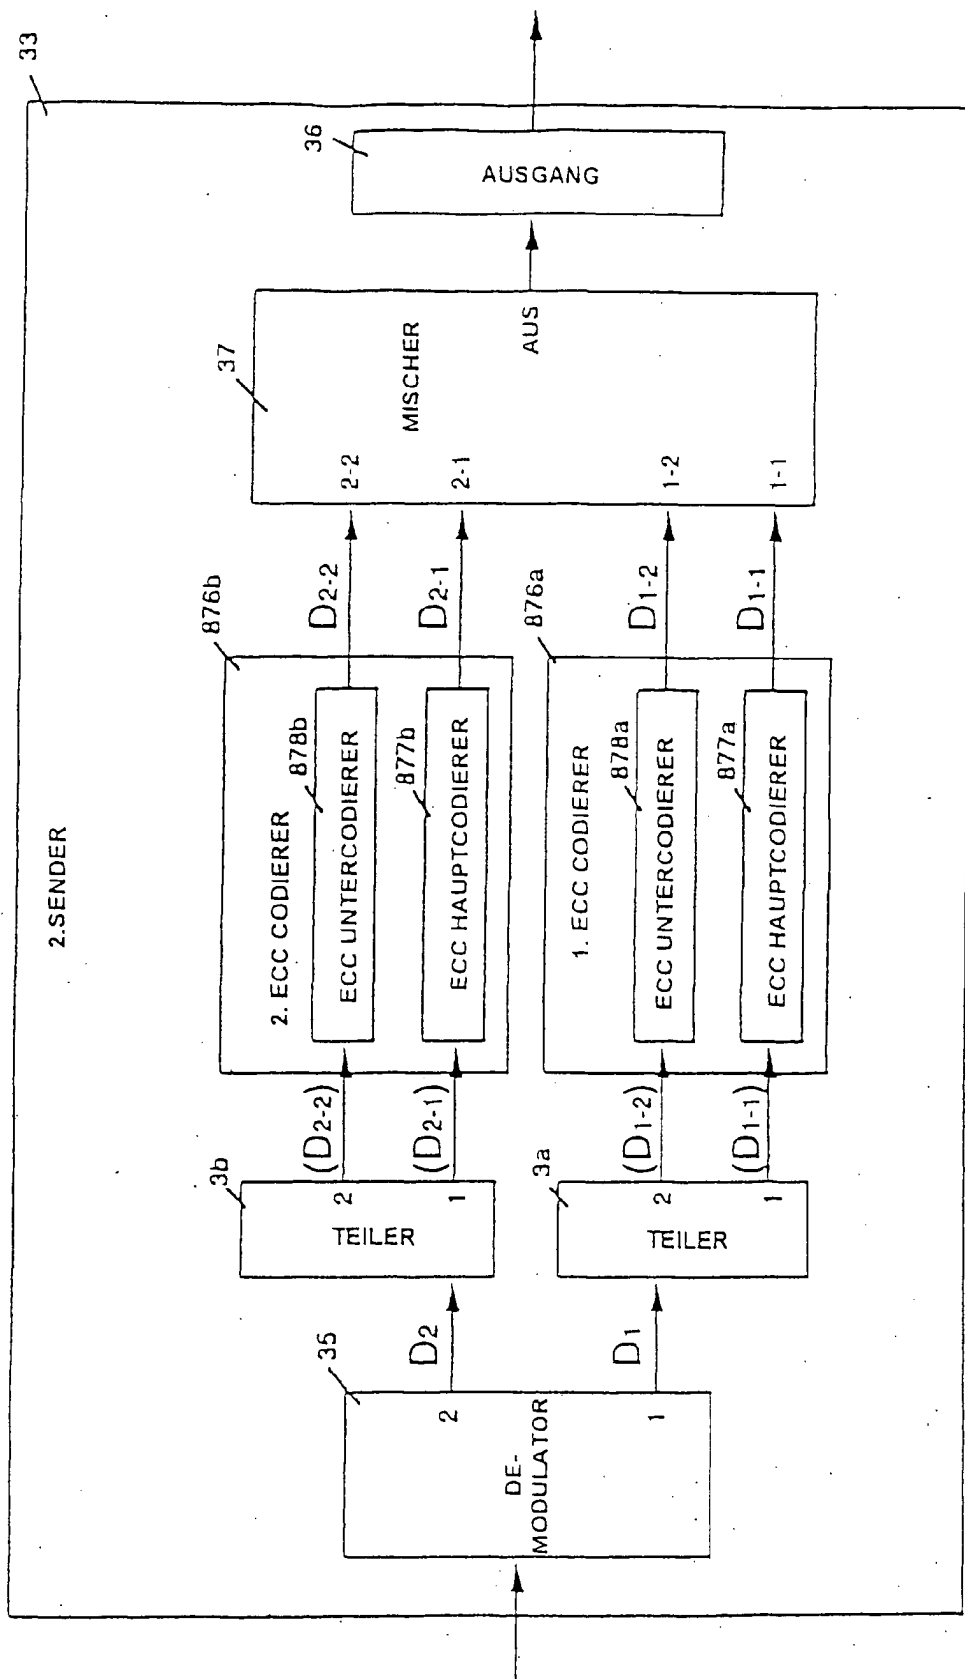 2.SENDER
33
35
DE-
MODULATOR
2
1
D2
D1
3b
TEILER
2
1
3a
TEILER
2
1
(D2-2)
(D2-1)
(D1-2)
(D1-1)
876b
2. ECC CODIERER
878b
ECC UNTERCODIERER
877b
ECC HAUPTCODIERER
876a
1. ECC CODIERER
878a
ECC UNTERCODIERER
877a
ECC HAUPTCODIERER
D2-2
D2-1
D1-2
D1-1
37
MISCHER
2-2
2-1
1-2
1-1
AUS
36
AUSGANG